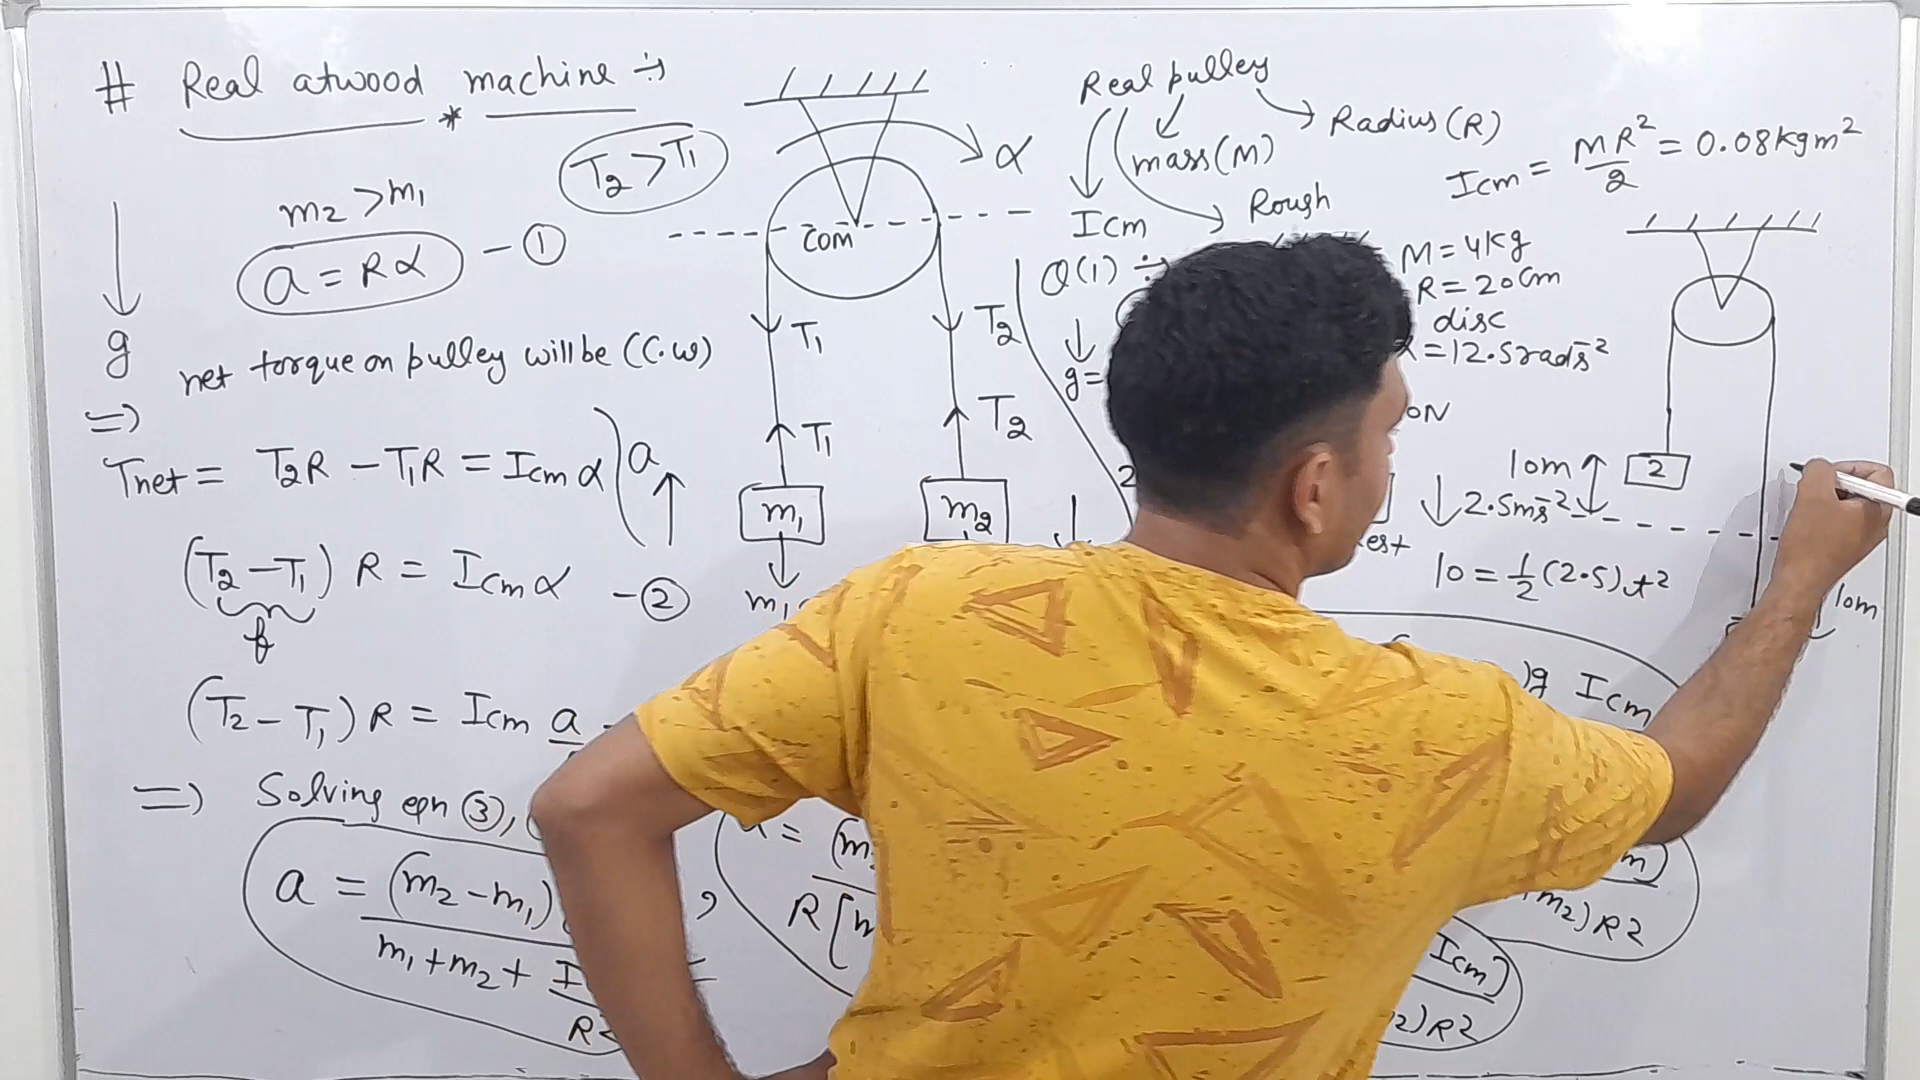 # Real atwood machine ÷
*
m₂ > m₁
T₂ > T₁
a = Rα — ①
g
net torque on pulley will be (C.W)
=>
τnet = T₂R - T₁R = Icm α
a
(T₂ - T₁) R = Icm α - ②
f
(T₂ - T₁) R = Icm a
=> Solving eqn ③,
a = (m₂ - m₁)
m₁ + m₂ + I
R²
α
COM
T₁
T₂
T₁
T₂
m₁
m₂
Real pulley
mass (M)
Radius (R)
Icm
Rough
Icm = MR²/2 = 0.08 kg m²
Q(1) ÷
g =
M = 4kg
R = 20cm
disc
= 12.5 rad s⁻²
2
10m
2.5 ms⁻²
10 = 1/2 (2.5) t²
10m
)g Icm
m₂) R²
R [m
Icm]
) R²